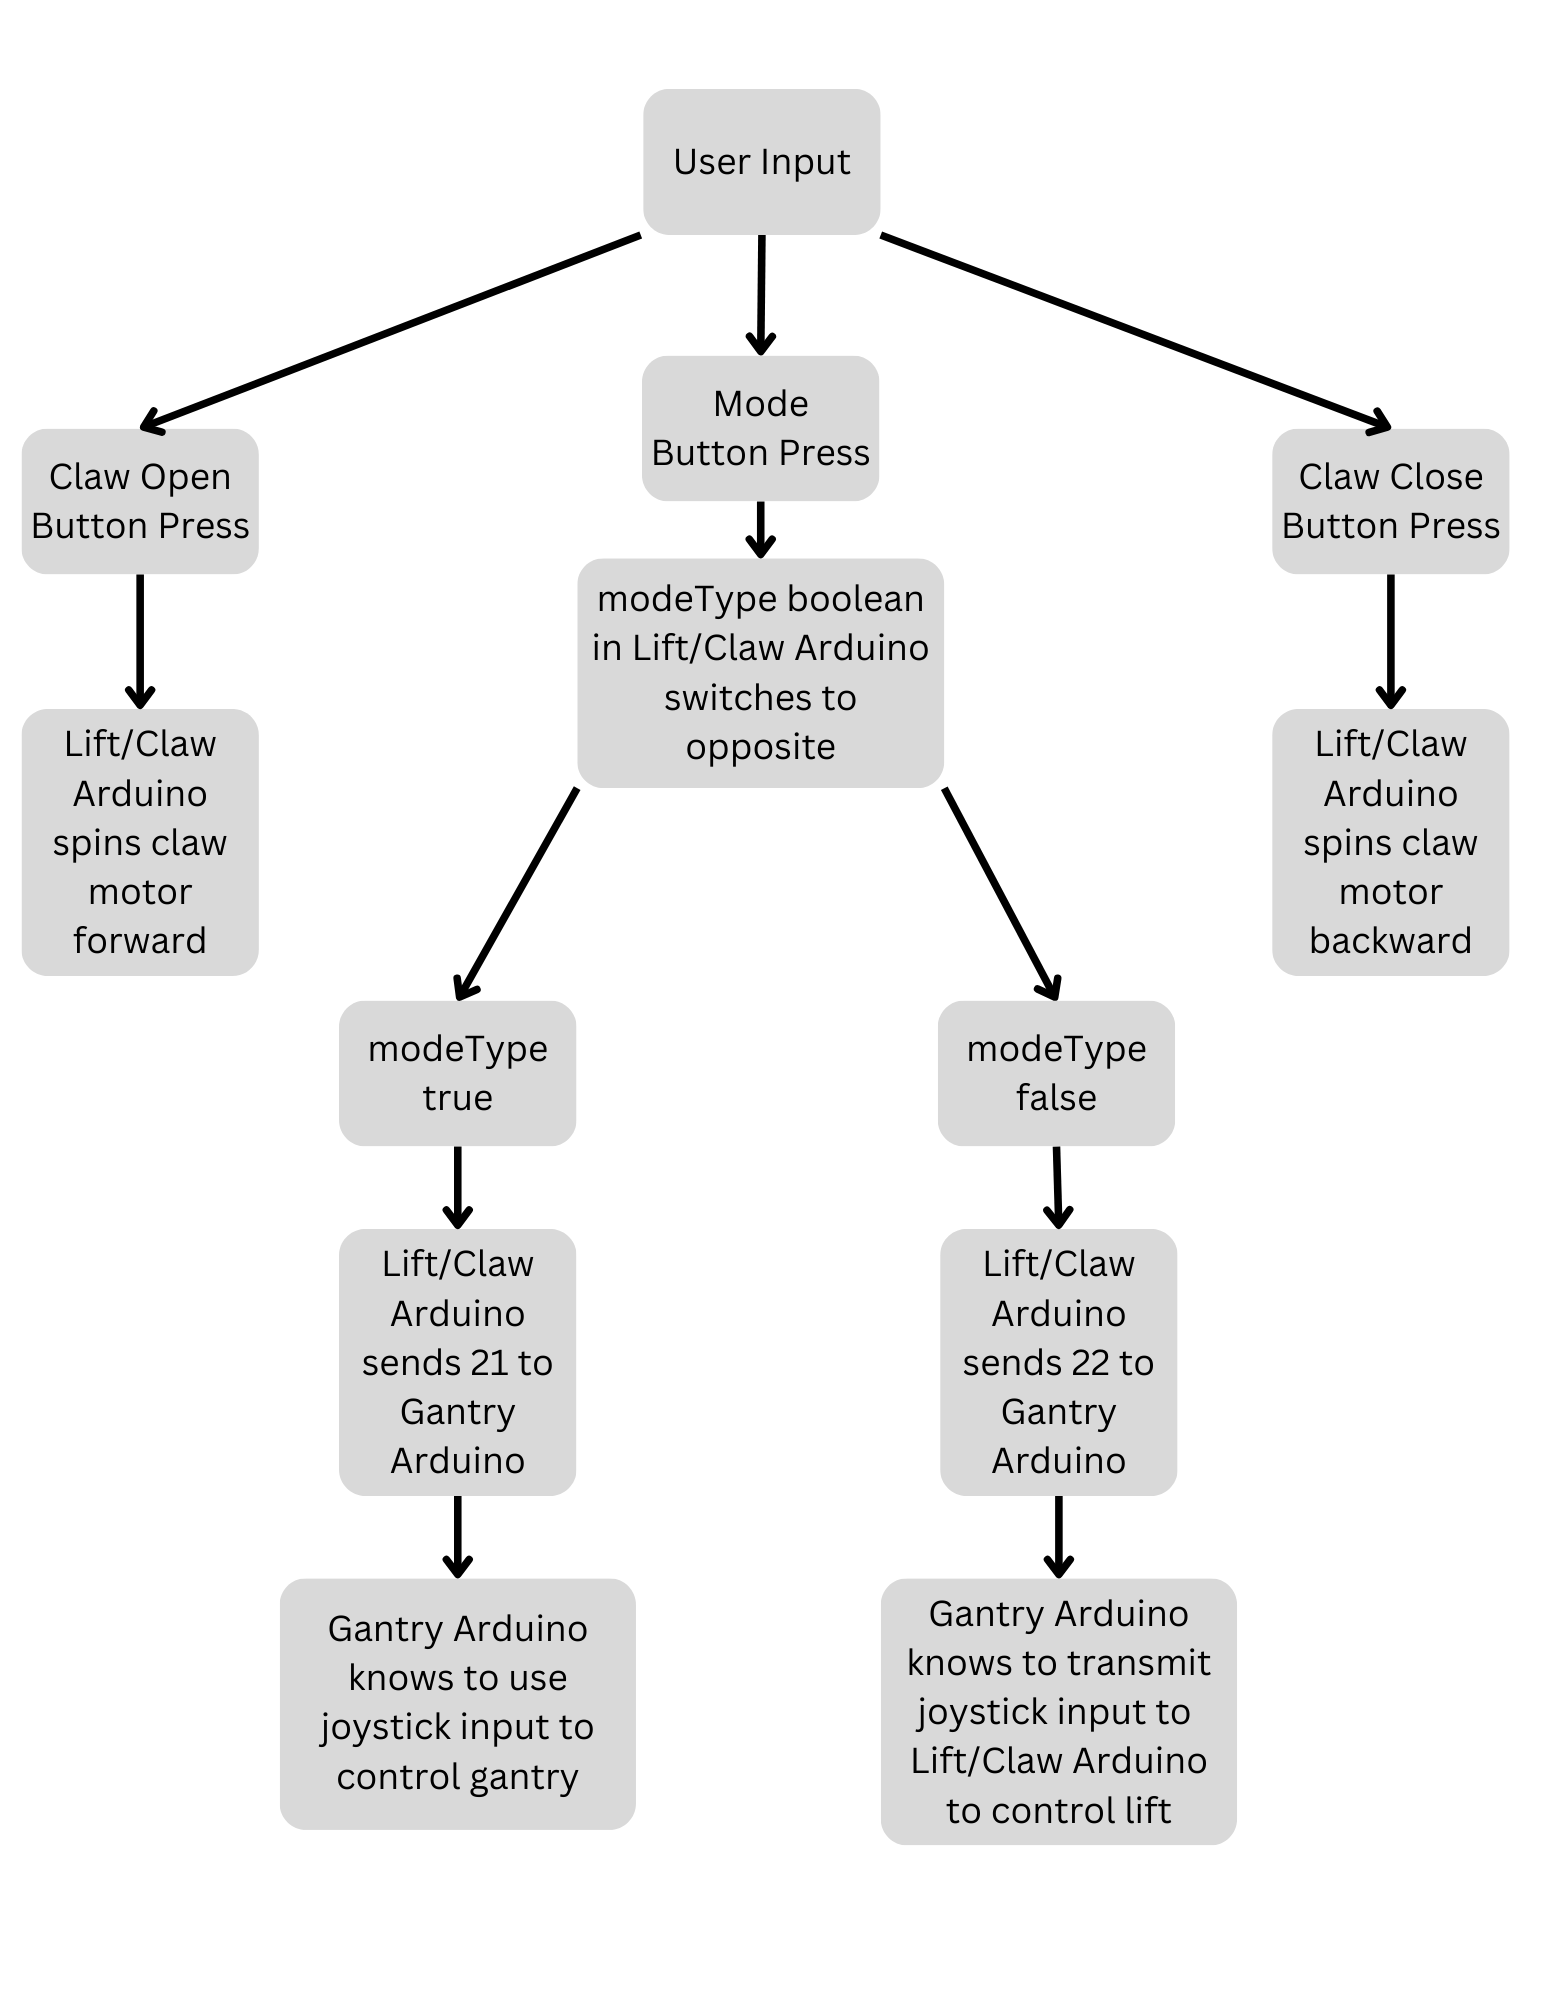 User Input
Mode
Button Press
Claw Open
Button Press
Claw Close
Button Press
modeType boolean
in Lift/Claw Arduino
switches to
opposite
Lift/Claw
Arduino
spins claw
motor
forward
Lift/Claw
Arduino
spins claw
motor
backward
modeType
true
modeType
false
Lift/Claw
Arduino
sends 21 to
Gantry
Arduino
Lift/Claw
Arduino
sends 22 to
Gantry
Arduino
Gantry Arduino
knows to use
joystick input to
control gantry
Gantry Arduino
knows to transmit
joystick input to
Lift/Claw Arduino
to control lift